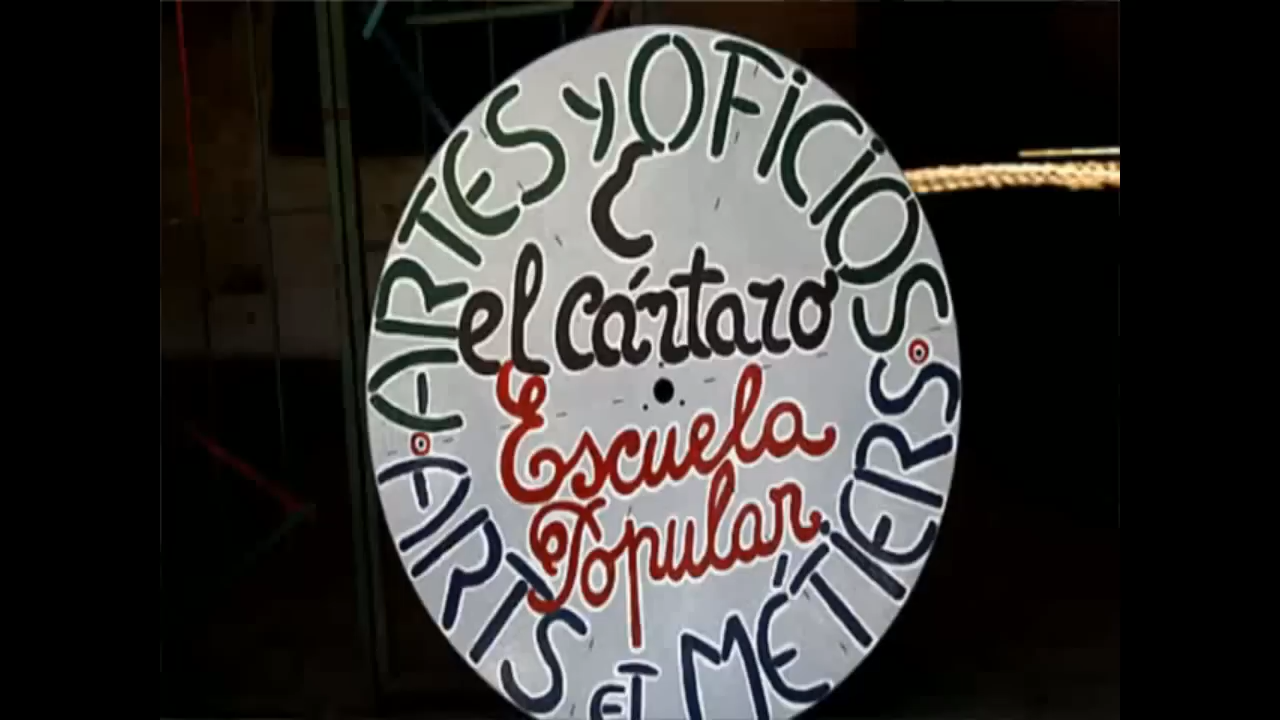 ARTES Y OFICIOS
el cántaro
Escuela
Popular
ARTS ET MÉTIERS